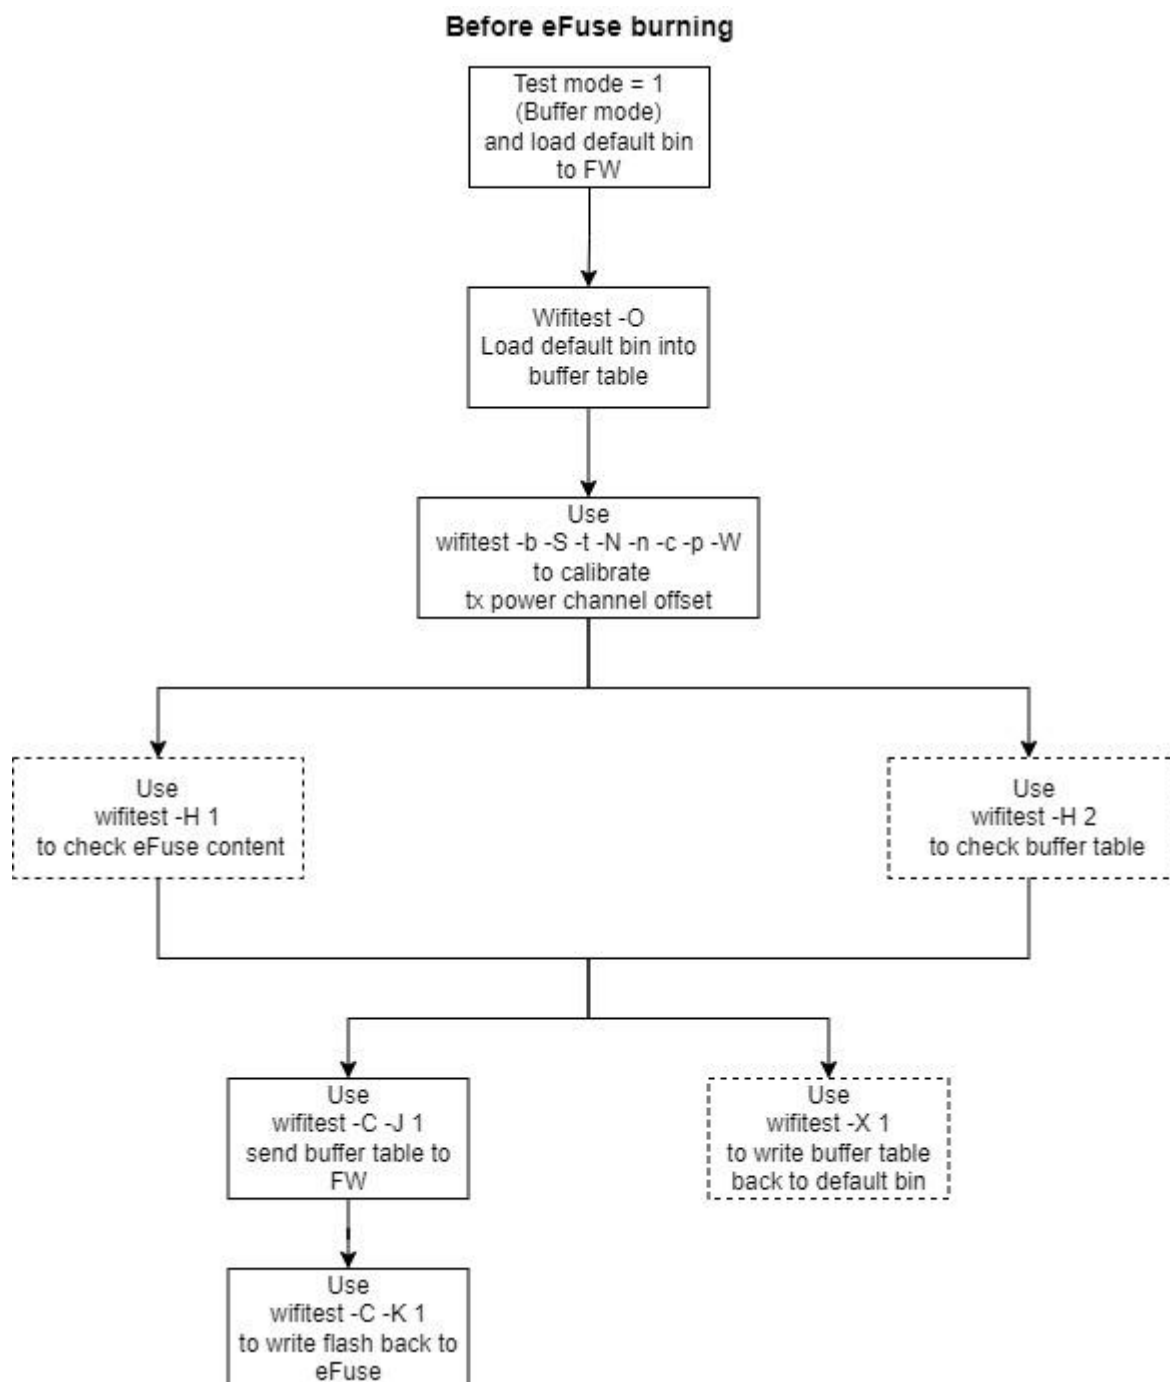 Before eFuse burning
Test mode = 1
(Buffer mode)
and load default bin
to FW
Wifitest -O
Load default bin into
buffer table
Use
wifitest -b -S -t -N -n -c -p -W
to calibrate
tx power channel offset
Use
wifitest -H 1
to check eFuse content
Use
wifitest -H 2
to check buffer table
Use
wifitest -C -J 1
send buffer table to
FW
Use
wifitest -X 1
to write buffer table
back to default bin
Use
wifitest -C -K 1
to write flash back to
eFuse